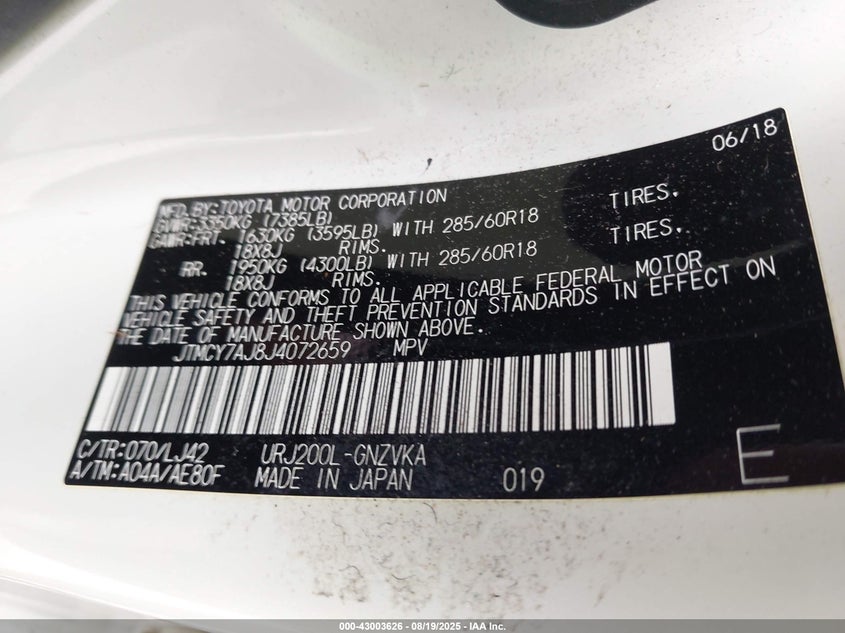 06/18
MFD.BY:TOYOTA MOTOR CORPORATION
GVWR:3350KG (7385LB)
GAWR:FRT. 1630KG (3595LB) WITH 285/60R18 TIRES.
18X8J RIMS.
RR. 1950KG (4300LB) WITH 285/60R18 TIRES.
18X8J RIMS.
THIS VEHICLE CONFORMS TO ALL APPLICABLE FEDERAL MOTOR
VEHICLE SAFETY AND THEFT PREVENTION STANDARDS IN EFFECT ON
THE DATE OF MANUFACTURE SHOWN ABOVE.
JTMCY7AJ8J4072659 MPV
C/TR:070/LJ42 URJ200L-GNZVKA
A/TM:A04A/AE80F MADE IN JAPAN 019 E
000-43003626 - 08/19/2025 - IAA Inc.